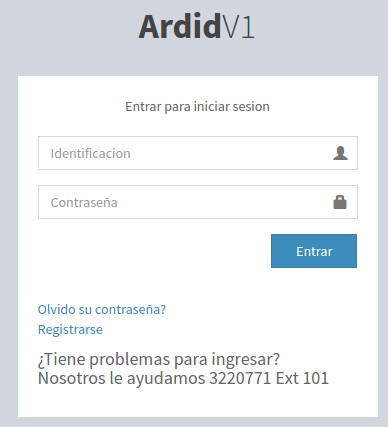 ArdidV1
Entrar para iniciar sesion
Identificacion
Contraseña
Entrar
Olvido su contraseña?
Registrarse
¿Tiene problemas para ingresar?
Nosotros le ayudamos 3220771 Ext 101